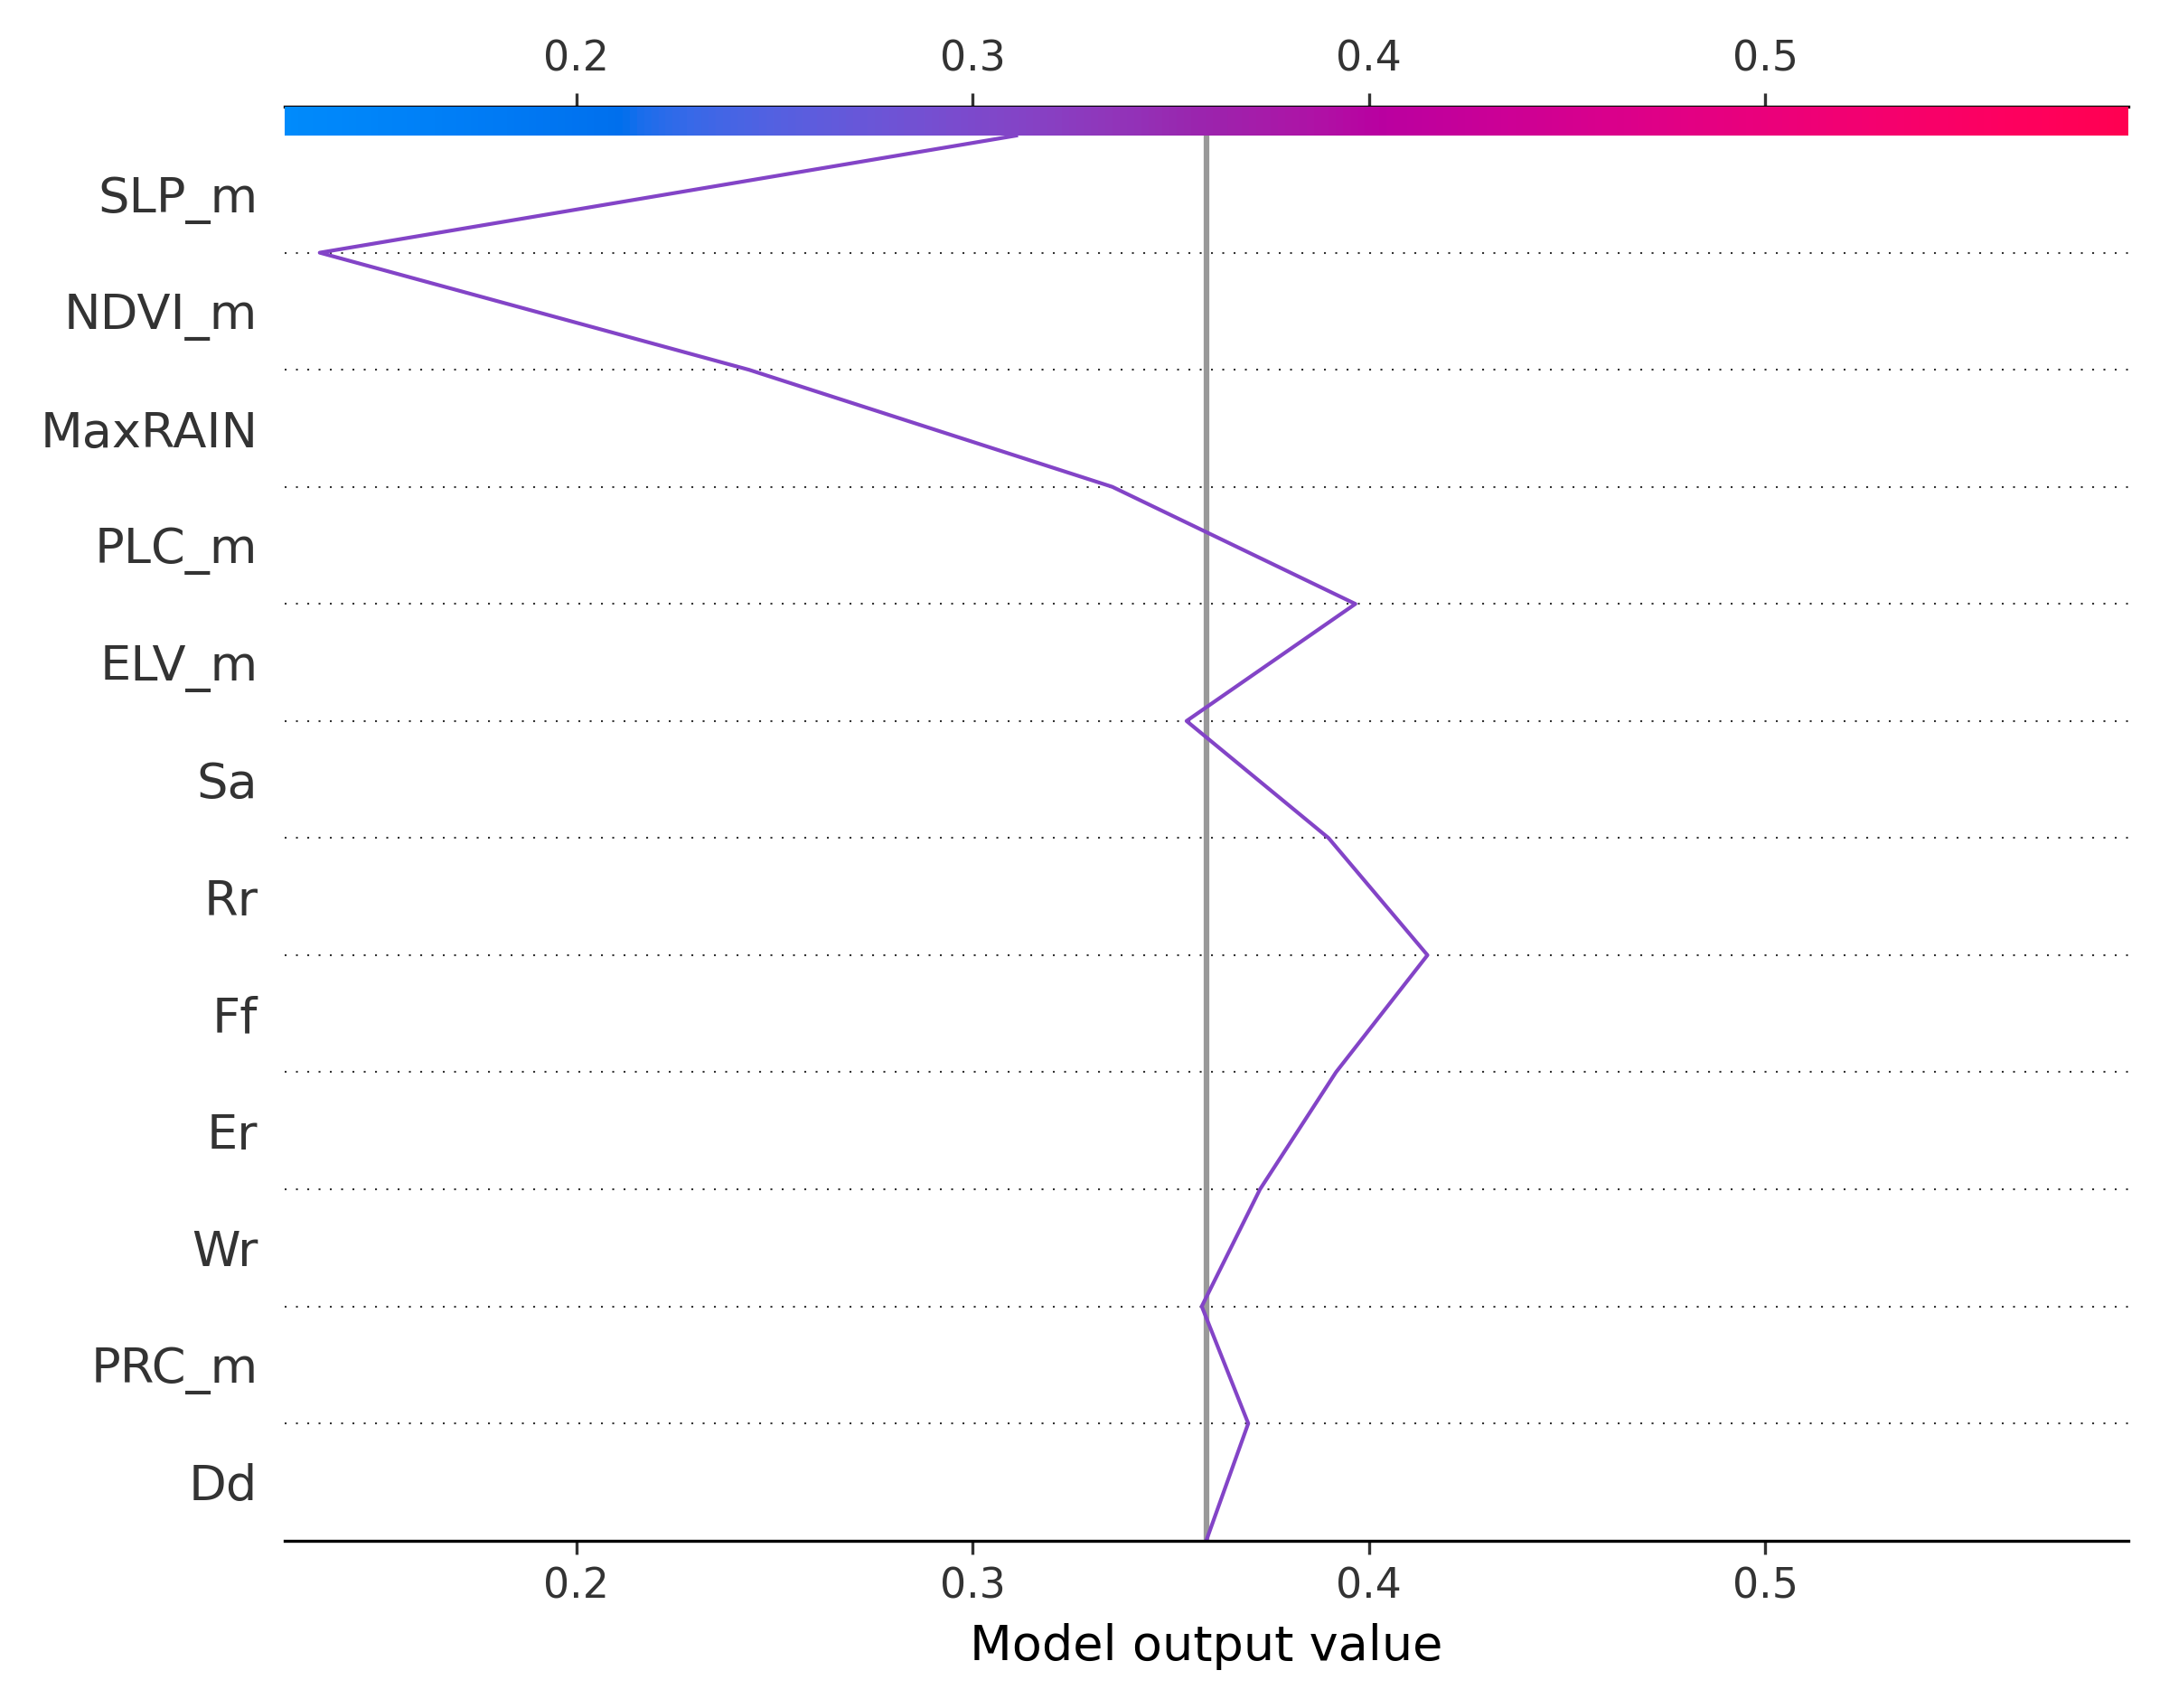 0.2 0.3 0.4 0.5
SLP_m
NDVI_m
MaxRAIN
PLC_m
ELV_m
Sa
Rr
Ff
Er
Wr
PRC_m
Dd
0.2 0.3 0.4 0.5
Model output value